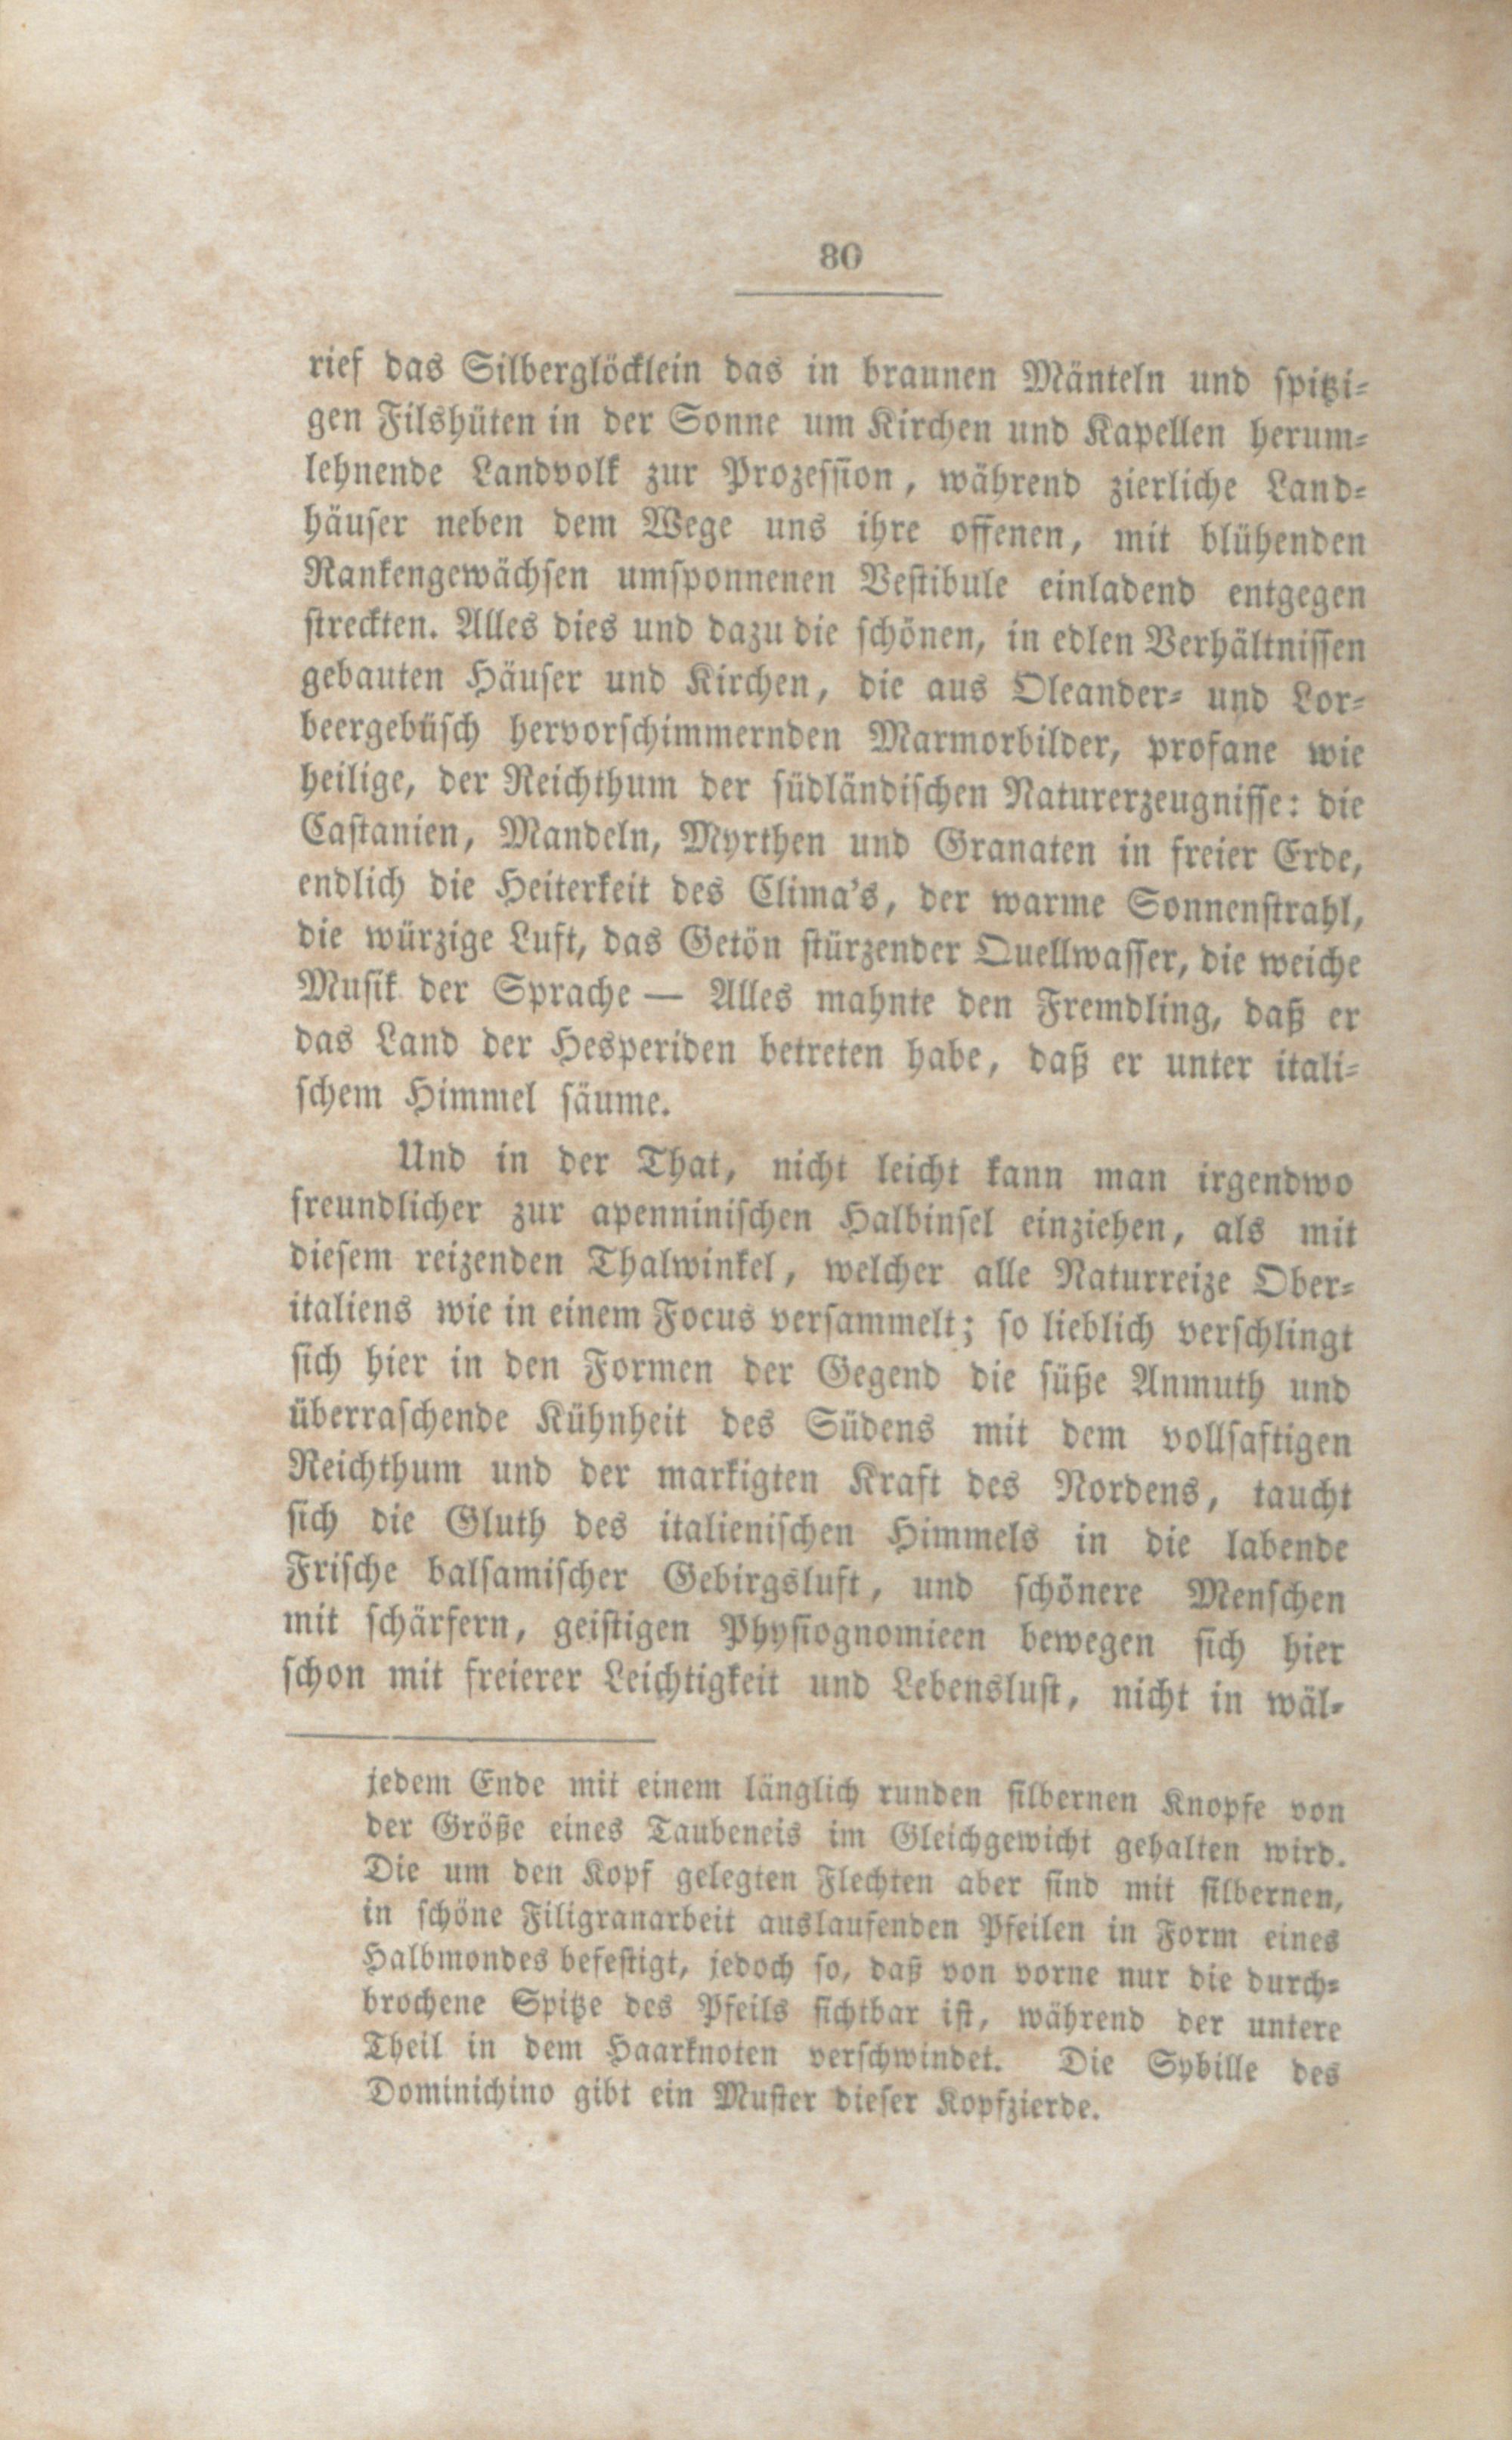 80
rief das Silberglöcklein das in braunen Mänteln und spitzi-
gen Filshüten in der Sonne um Kirchen und Kapellen herum-
lehnende Landvolk zur Prozession, während zierliche Land-
häuser neben dem Wege uns ihre offenen, mit blühenden
Rankengewächsen umsponnenen Vestibule einladend entgegen
streckten. Alles dies und dazu die schönen, in edlen Verhältnissen
gebauten Häuser und Kirchen, die aus Oleander- und Lor-
beergebüsch hervorschimmernden Marmorbilder, profane wie
heilige, der Reichthum der südländischen Naturerzeugnisse: die
Castanien, Mandeln, Myrthen und Granaten in freier Erde,
endlich die Heiterkeit des Clima's, der warme Sonnenstrahl,
die würzige Luft, das Getön stürzender Quellwasser, die weiche
Musik der Sprache — Alles mahnte den Fremdling, daß er
das Land der Hesperiden betreten habe, daß er unter itali-
schem Himmel säume.
Und in der That, nicht leicht kann man irgendwo
freundlicher zur apenninischen Halbinsel einziehen, als mit
diesem reizenden Thalwinkel, welcher alle Naturreize Ober-
italiens wie in einem Focus versammelt; so lieblich verschlingt
sich hier in den Formen der Gegend die süße Anmuth und
überraschende Kühnheit des Südens mit dem vollsaftigen
Reichthum und der markigten Kraft des Nordens, taucht
sich die Gluth des italienischen Himmels in die labende
Frische balsamischer Gebirgsluft, und schönere Menschen
mit schärfern, geistigen Physiognomieen bewegen sich hier
schon mit freierer Leichtigkeit und Lebenslust, nicht in wäl-
jedem Ende mit einem länglich runden silbernen Knopfe von
der Größe eines Taubeneis im Gleichgewicht gehalten wird.
Die um den Kopf gelegten Flechten aber sind mit silbernen,
in schöne Filigranarbeit auslaufenden Pfeilen in Form eines
Halbmondes befestigt, jedoch so, daß von vorne nur die durch-
brochene Spitze des Pfeils sichtbar ist, während der untere
Theil in dem Haarknoten verschwindet. Die Sybille des
Dominichino gibt ein Muster dieser Kopfzierde.